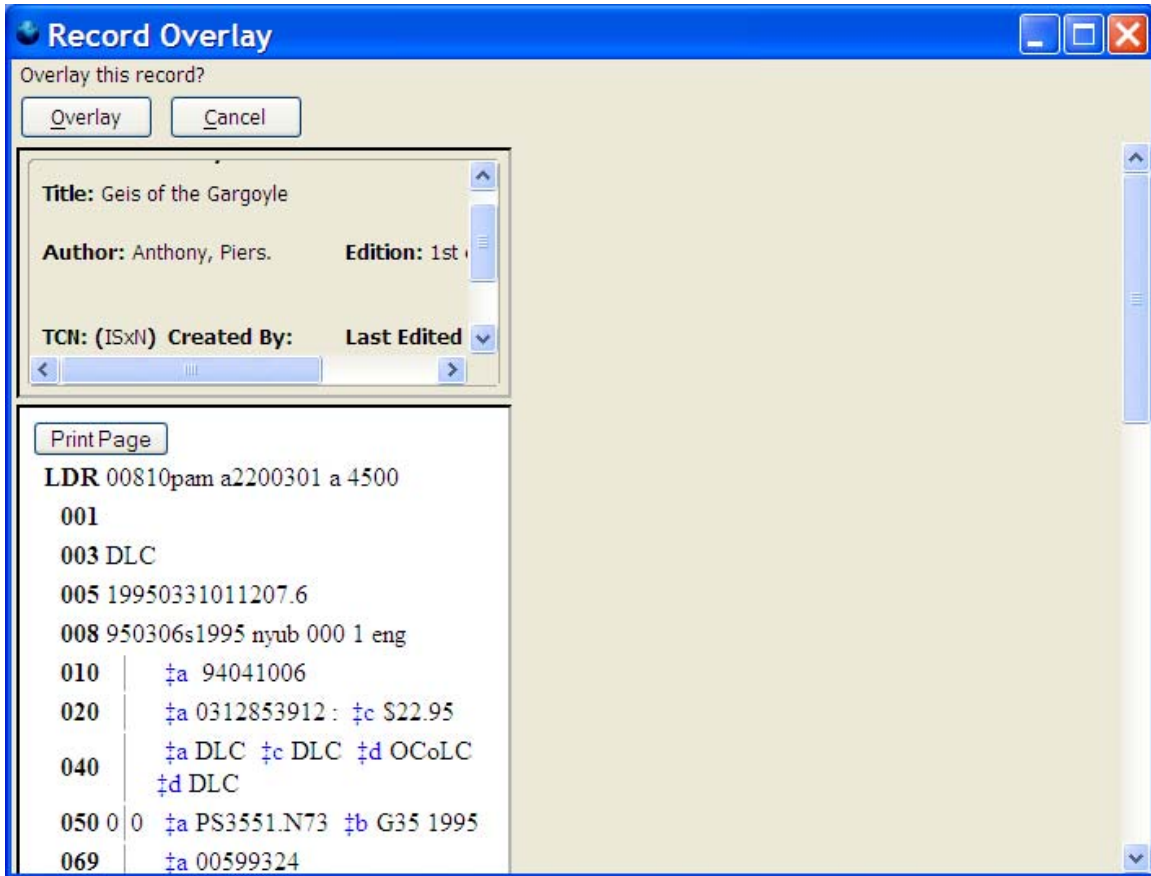 Record Overlay
Overlay this record?
Overlay Cancel
Title: Geis of the Gargoyle
Author: Anthony, Piers. Edition: 1st
TCN: (ISxN) Created By: Last Edited
Print Page
LDR 00810pam a2200301 a 4500
001
003 DLC
005 19950331011207.6
008 950306s1995 nyub 000 1 eng
010 ‡a 94041006
020 ‡a 0312853912 : ‡c $22.95
040 ‡a DLC ‡c DLC ‡d OCoLC
‡d DLC
050 0 0 ‡a PS3551.N73 ‡b G35 1995
069 ‡a 00599324